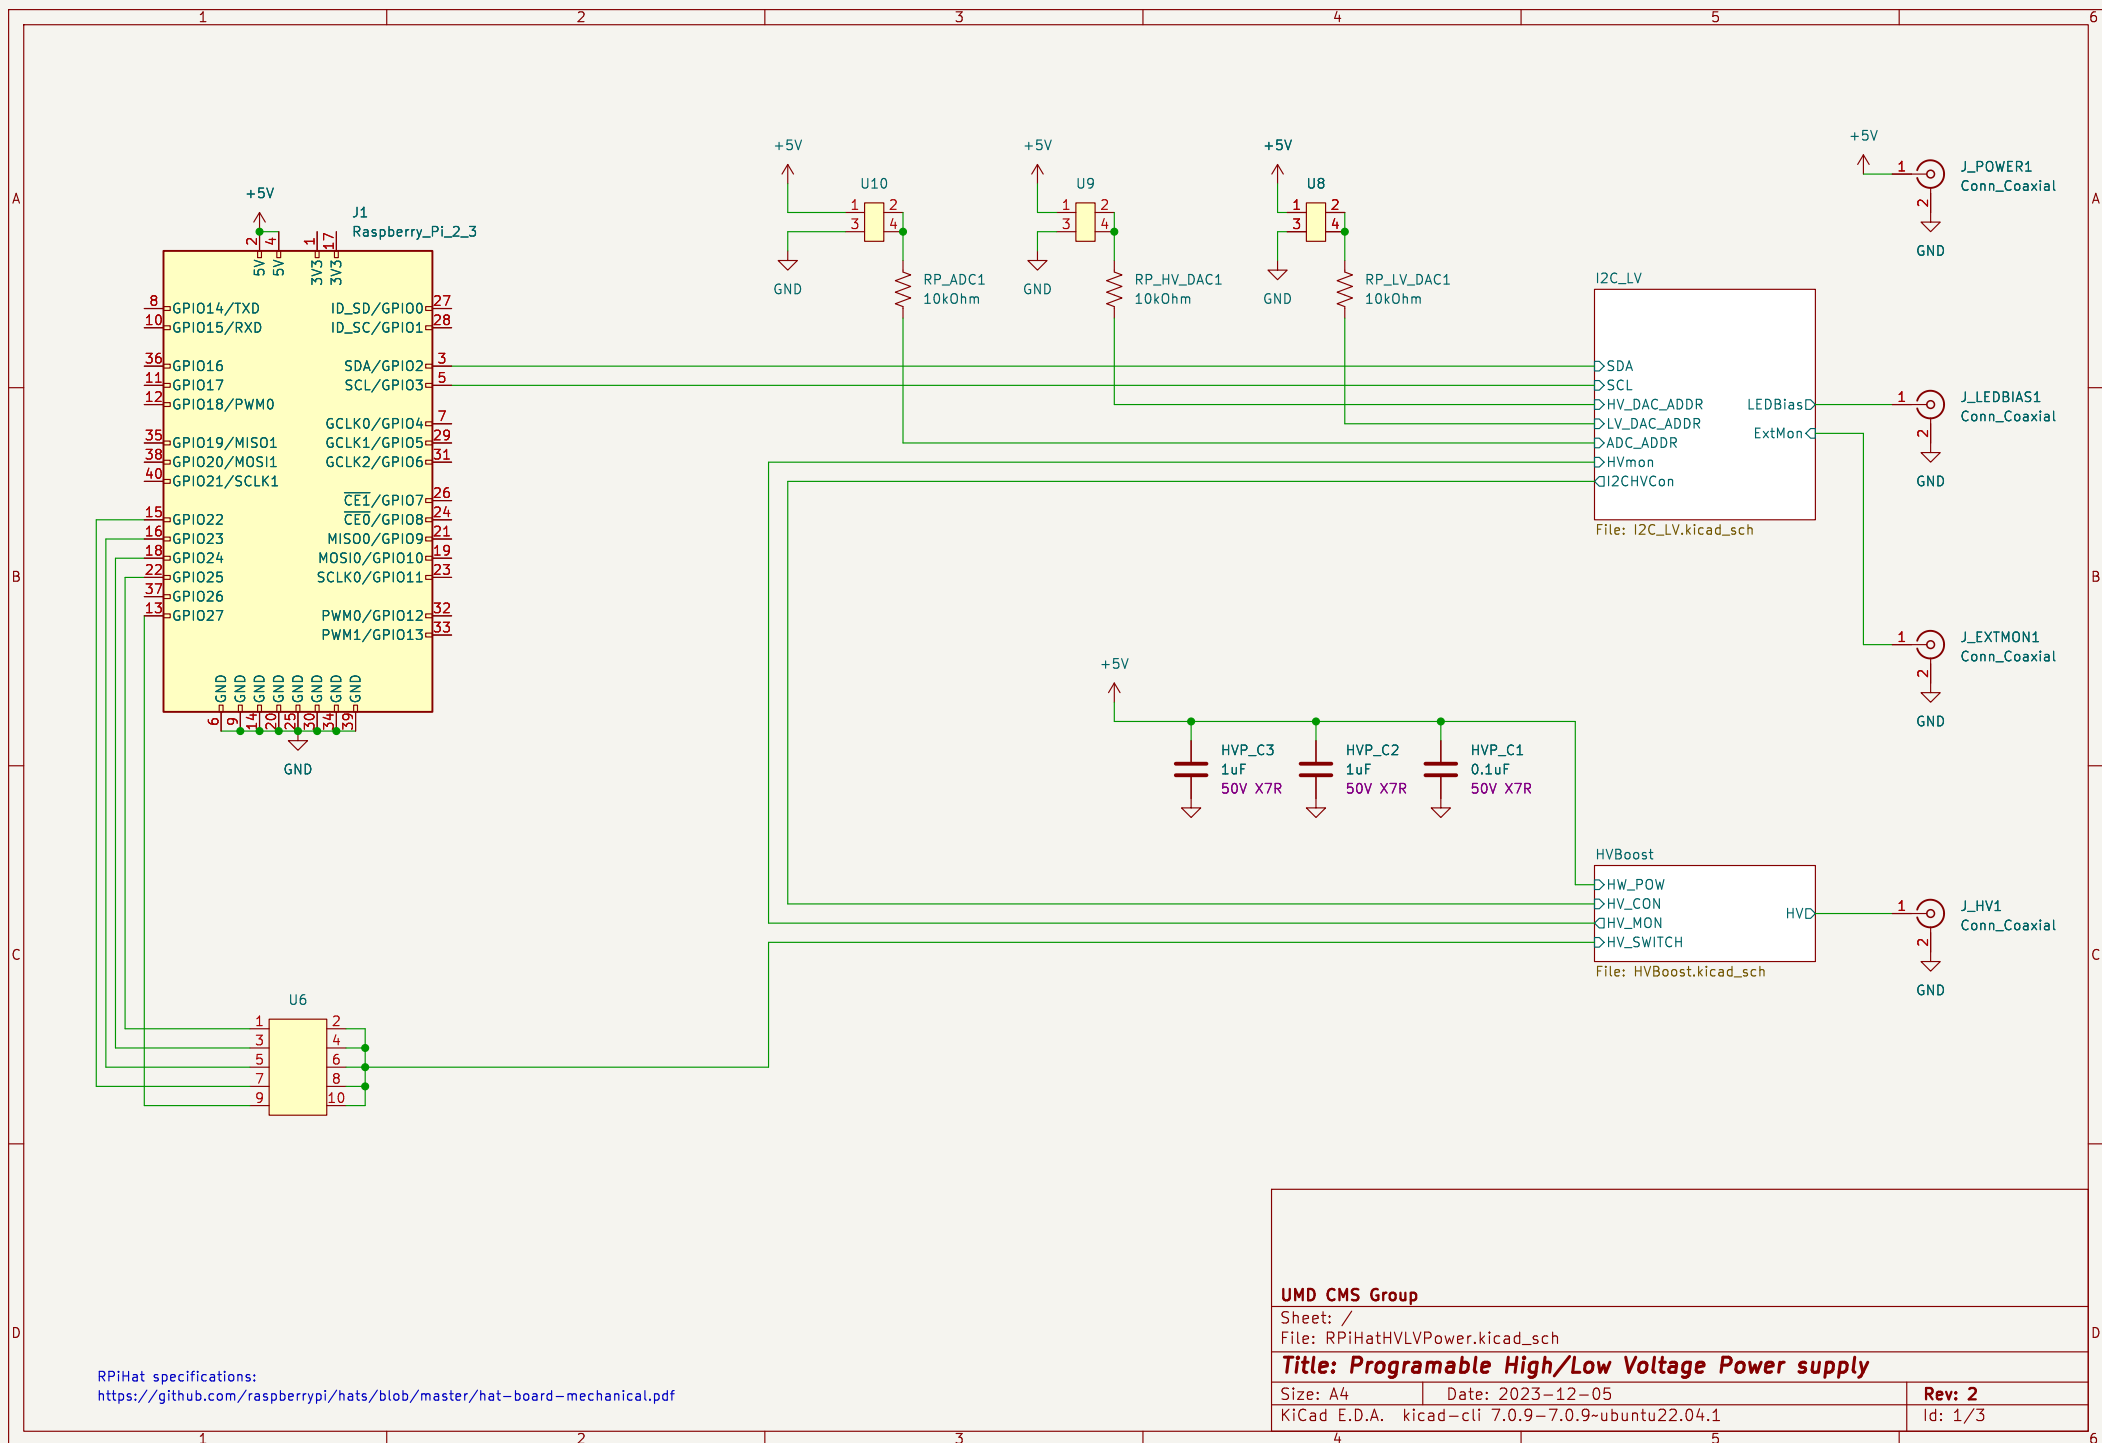 1 2 3 4 5 6
A A
B B
C C
D D
+5V
J1
Raspberry_Pi_2_3
2 4 1 17
5V 5V 3V3 3V3
8 GPIO14/TXD ID_SD/GPIO0 27
10 GPIO15/RXD ID_SC/GPIO1 28
36 GPIO16 SDA/GPIO2 3
11 GPIO17 SCL/GPIO3 5
12 GPIO18/PWM0
GCLK0/GPIO4 7
35 GPIO19/MISO1 GCLK1/GPIO5 29
38 GPIO20/MOSI1 GCLK2/GPIO6 31
40 GPIO21/SCLK1
CE1/GPIO7 26
15 GPIO22 CE0/GPIO8 24
16 GPIO23 MISO0/GPIO9 21
18 GPIO24 MOSI0/GPIO10 19
22 GPIO25 SCLK0/GPIO11 23
37 GPIO26
13 GPIO27 PWM0/GPIO12 32
PWM1/GPIO13 33
GND GND GND GND GND GND GND GND
6 9 14 20 25 30 34 39
GND
+5V
U10
1 2
3 4
GND
RP_ADC1
10kOhm
+5V
U9
1 2
3 4
GND
RP_HV_DAC1
10kOhm
+5V
U8
1 2
3 4
GND
RP_LV_DAC1
10kOhm
+5V
1 J_POWER1
Conn_Coaxial
2
GND
I2C_LV
SDA
SCL
HV_DAC_ADDR
LV_DAC_ADDR
ADC_ADDR
HVmon
I2CHVCon
LEDBias
ExtMon
File: I2C_LV.kicad_sch
1 J_LEDBIAS1
Conn_Coaxial
2
GND
1 J_EXTMON1
Conn_Coaxial
2
GND
+5V
HVP_C3
1uF
50V X7R
HVP_C2
1uF
50V X7R
HVP_C1
0.1uF
50V X7R
HVBoost
HW_POW
HV_CON
HV_MON
HV_SWITCH
HV
File: HVBoost.kicad_sch
1 J_HV1
Conn_Coaxial
2
GND
U6
1 2
3 4
5 6
7 8
9 10
RPiHat specifications:
https://github.com/raspberrypi/hats/blob/master/hat-board-mechanical.pdf
UMD CMS Group
Sheet: /
File: RPiHatHVLVPower.kicad_sch
Title: Programable High/Low Voltage Power supply
Size: A4 Date: 2023-12-05 Rev: 2
KiCad E.D.A. kicad-cli 7.0.9-7.0.9~ubuntu22.04.1 Id: 1/3
1 2 3 4 5 6